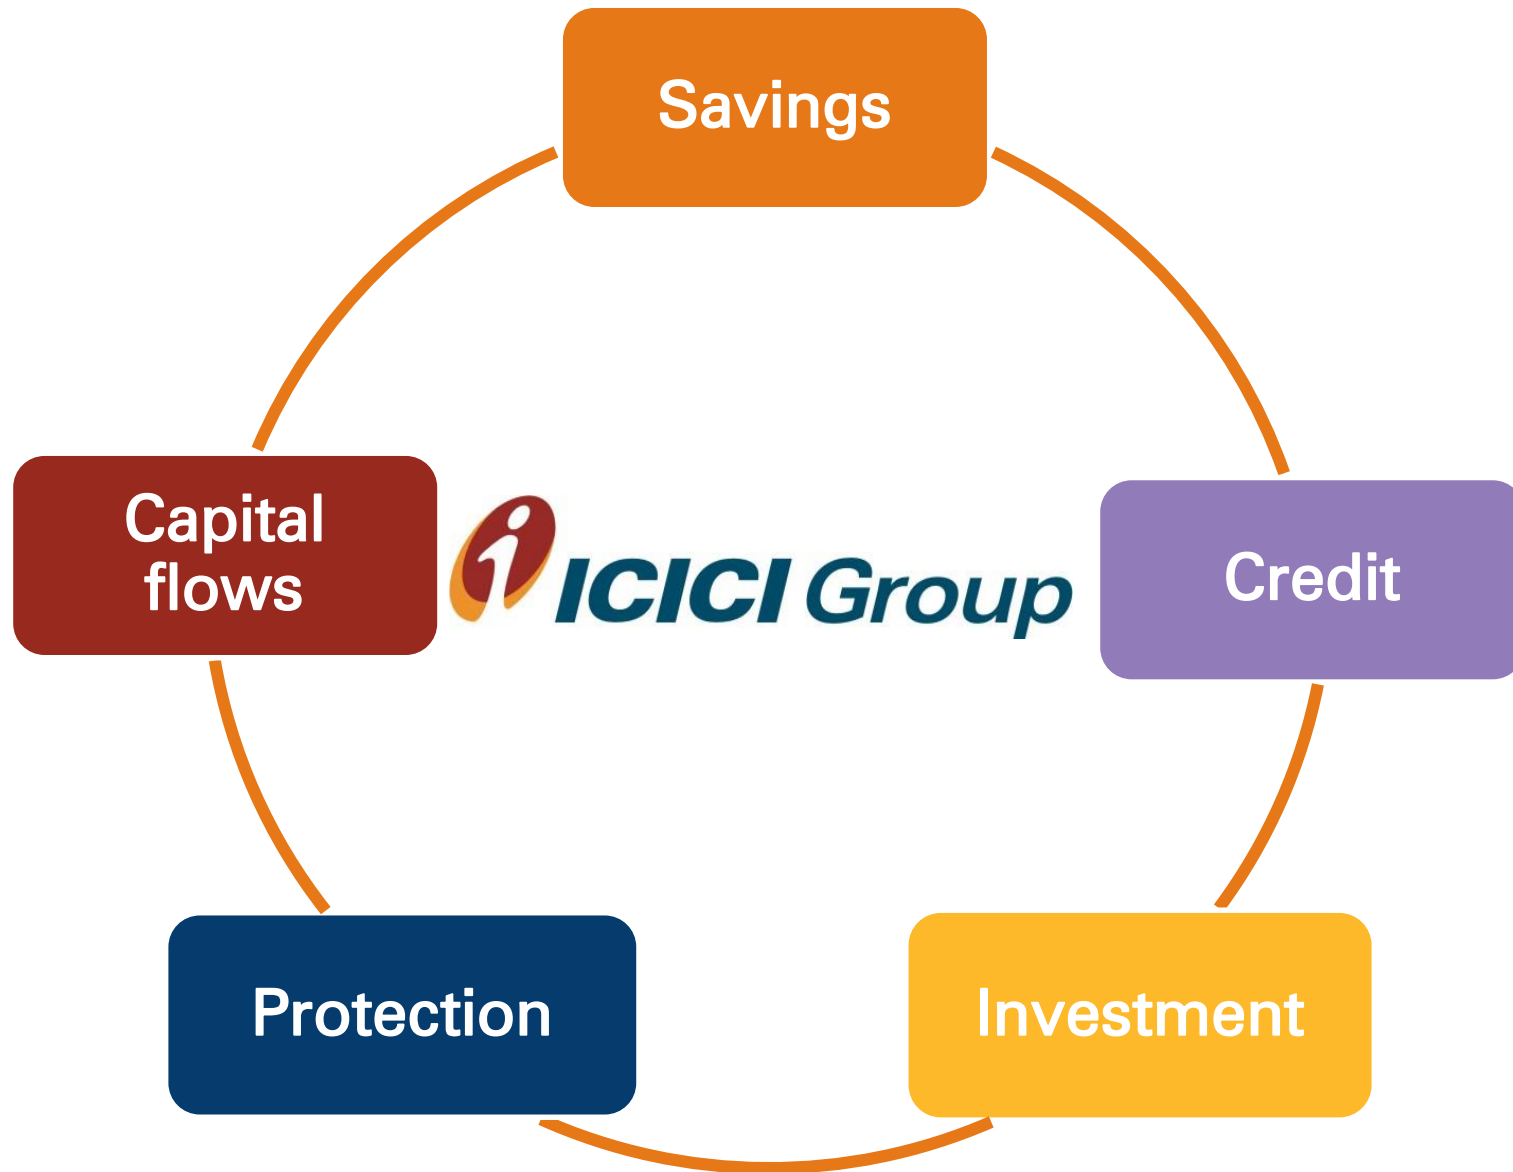 Savings
Capital
flows
ICICI Group
Credit
Protection
Investment